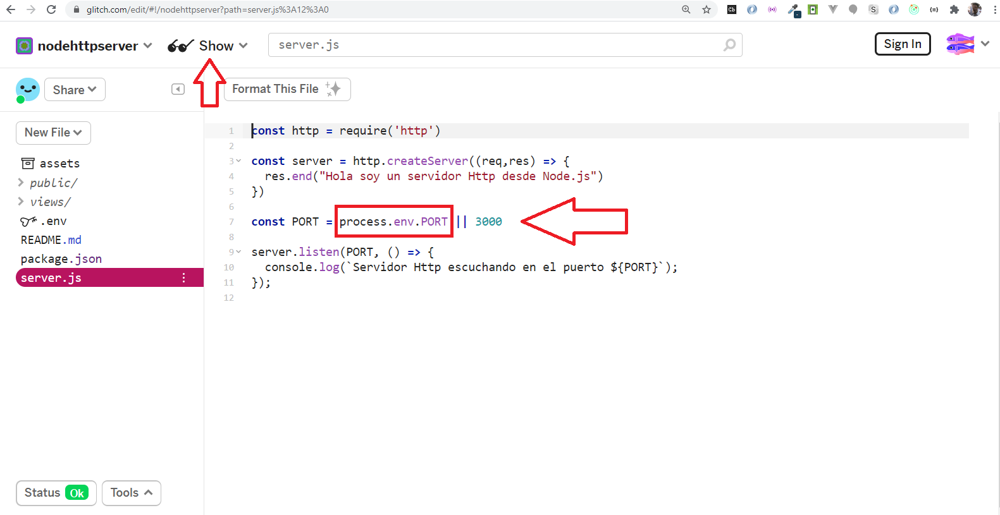 glitch.com/edit/#!/nodehttpserver?path=server.js%3A12%3A0
nodehttpserver
Show
server.js
Sign In
Share
Format This File
New File
assets
public/
views/
.env
README.md
package.json
server.js
1 const http = require('http')
2
3 const server = http.createServer((req,res) => {
4 res.end("Hola soy un servidor Http desde Node.js")
5 })
6
7 const PORT = process.env.PORT || 3000
8
9 server.listen(PORT, () => {
10 console.log(`Servidor Http escuchando en el puerto ${PORT}`);
11 });
12
Status Ok
Tools